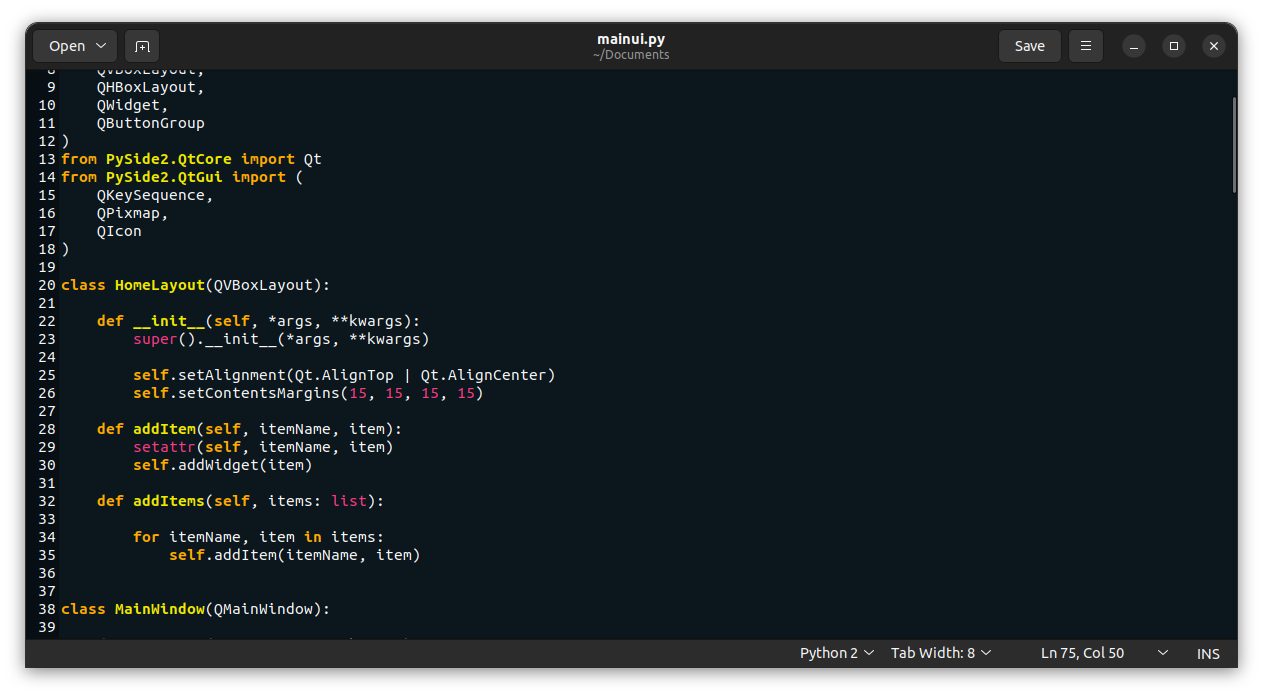 Open
mainui.py
~/Documents
Save
8     QVBoxLayout,
9     QHBoxLayout,
10     QWidget,
11     QButtonGroup
12 )
13 from PySide2.QtCore import Qt
14 from PySide2.QtGui import (
15     QKeySequence,
16     QPixmap,
17     QIcon
18 )
19
20 class HomeLayout(QVBoxLayout):
21
22     def __init__(self, *args, **kwargs):
23         super().__init__(*args, **kwargs)
24
25         self.setAlignment(Qt.AlignTop | Qt.AlignCenter)
26         self.setContentsMargins(15, 15, 15, 15)
27
28     def addItem(self, itemName, item):
29         setattr(self, itemName, item)
30         self.addWidget(item)
31
32     def addItems(self, items: list):
33
34         for itemName, item in items:
35             self.addItem(itemName, item)
36
37
38 class MainWindow(QMainWindow):
39
Python 2 Tab Width: 8 Ln 75, Col 50 INS